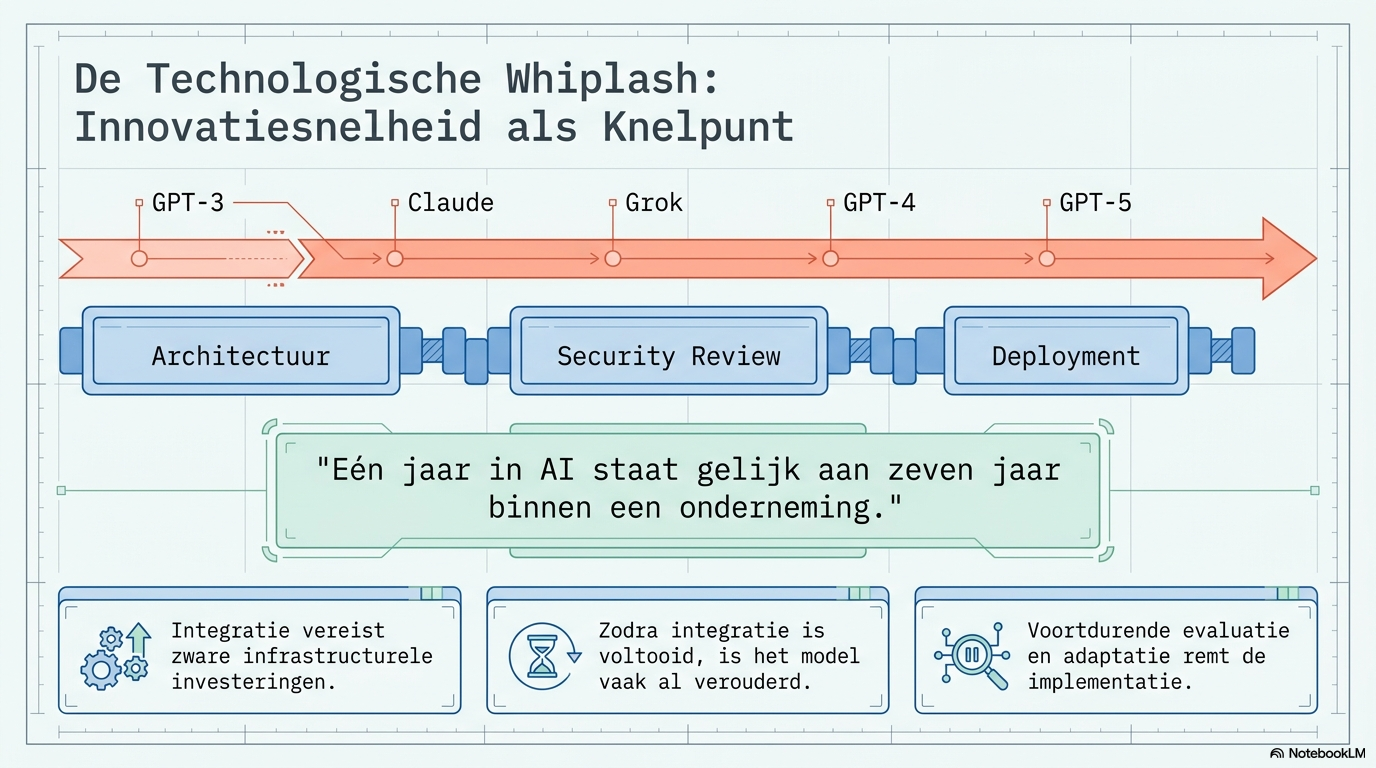 De Technologische Whiplash:
Innovatiesnelheid als Knelpunt
GPT-3
Claude
Grok
GPT-4
GPT-5
Architectuur
Security Review
Deployment
"Eén jaar in AI staat gelijk aan zeven jaar
binnen een onderneming."
Integratie vereist
zware infrastructurele
investeringen.
Zodra integratie is
voltooid, is het model
vaak al verouderd.
Voortdurende evaluatie
en adaptatie remt de
implementatie.
NotebookLM